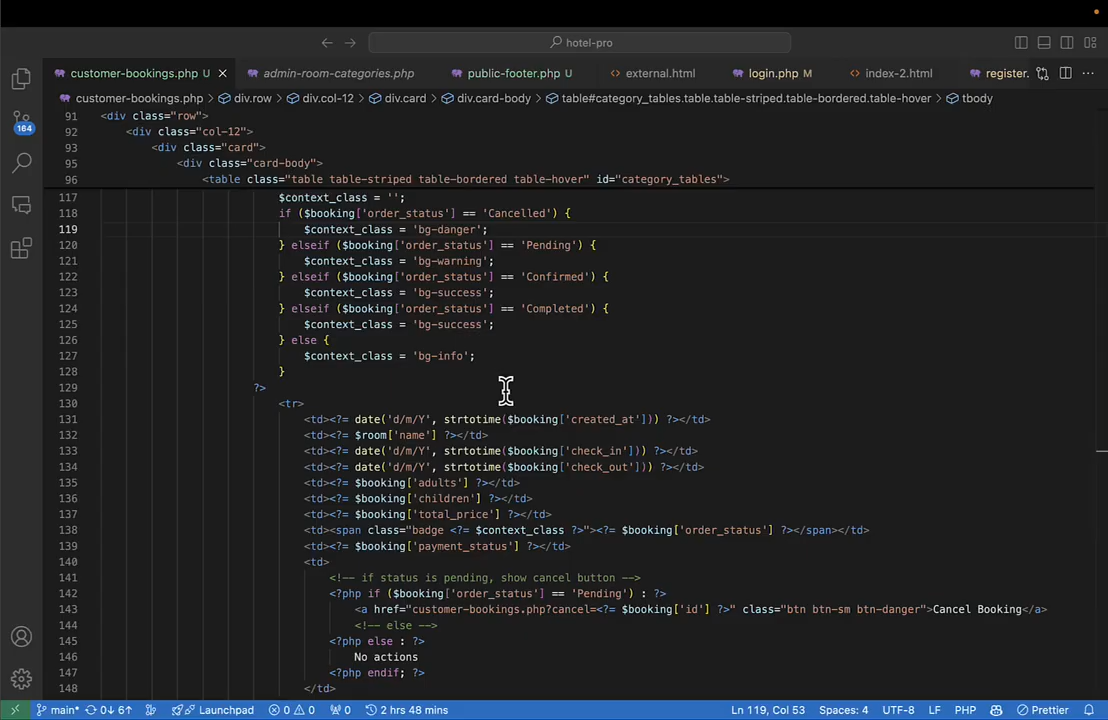 hotel-pro
customer-bookings.php U
admin-room-categories.php
public-footer.php U
external.html
login.php M
index-2.html
register.
customer-bookings.php > div.row > div.col-12 > div.card > div.card-body > table#category_tables.table.table-striped.table-bordered.table-hover > tbody
164
91 <div class="row">
92 <div class="col-12">
93 <div class="card">
95 <div class="card-body">
96 <table class="table table-striped table-bordered table-hover" id="category_tables">
117 $context_class = '';
118 if ($booking['order_status'] == 'Cancelled') {
119 $context_class = 'bg-danger';
120 } elseif ($booking['order_status'] == 'Pending') {
121 $context_class = 'bg-warning';
122 } elseif ($booking['order_status'] == 'Confirmed') {
123 $context_class = 'bg-success';
124 } elseif ($booking['order_status'] == 'Completed') {
125 $context_class = 'bg-success';
126 } else {
127 $context_class = 'bg-info';
128 }
129 ?>
130 <tr>
131 <td><?= date('d/m/Y', strtotime($booking['created_at'])) ?></td>
132 <td><?= $room['name'] ?></td>
133 <td><?= date('d/m/Y', strtotime($booking['check_in'])) ?></td>
134 <td><?= date('d/m/Y', strtotime($booking['check_out'])) ?></td>
135 <td><?= $booking['adults'] ?></td>
136 <td><?= $booking['children'] ?></td>
137 <td><?= $booking['total_price'] ?></td>
138 <td><span class="badge <?= $context_class ?>"><?= $booking['order_status'] ?></span></td>
139 <td><?= $booking['payment_status'] ?></td>
140 <td>
141 <!-- if status is pending, show cancel button -->
142 <?php if ($booking['order_status'] == 'Pending') : ?>
143 <a href="customer-bookings.php?cancel=<?= $booking['id'] ?>" class="btn btn-sm btn-danger">Cancel Booking</a>
144 <!-- else -->
145 <?php else : ?>
146 No actions
147 <?php endif; ?>
148 </td>
main* 0↓ 6↑ Launchpad 0 0 0 2 hrs 48 mins Ln 119, Col 53 Spaces: 4 UTF-8 LF PHP Prettier